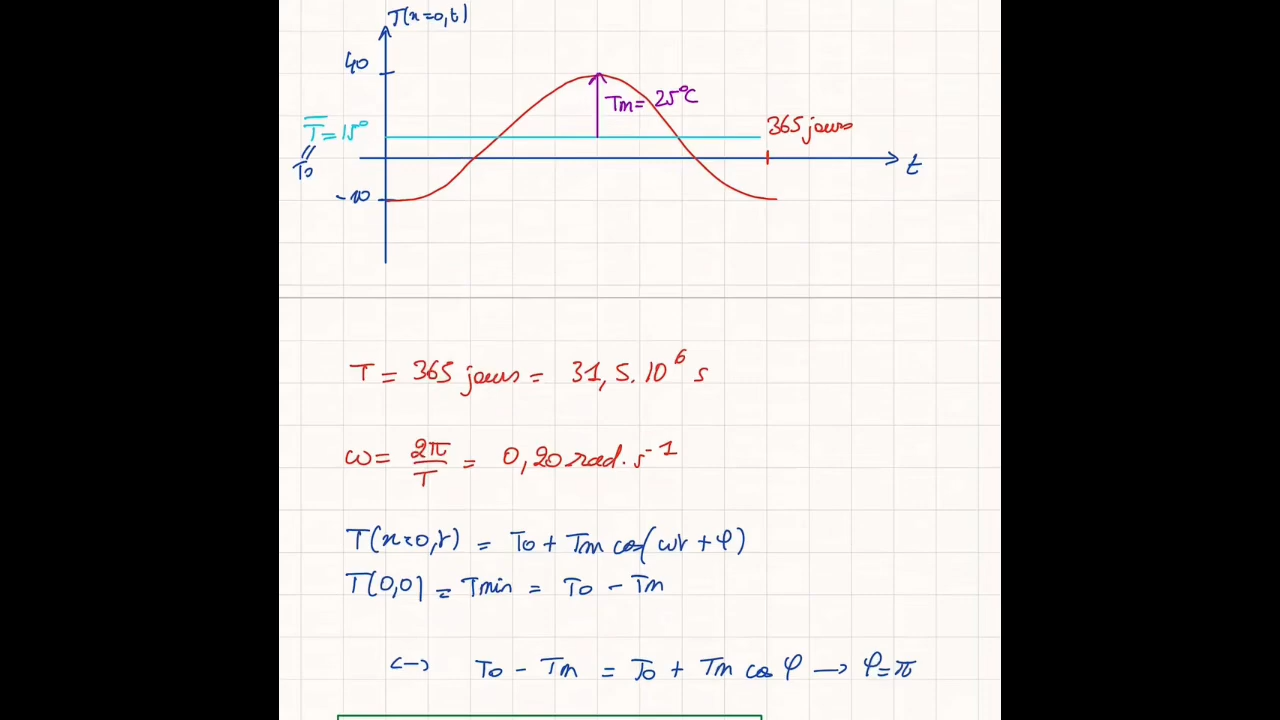 T(x=0,t)
40
Tm= 25°C
T̅=15°
365 jours
//
T0
t
-10
T = 365 jours = 31,5.10⁶ s
ω= 2π/T = 0,20 rad.s⁻¹
T(x=0,t) = T0 + Tm cos(ωt + φ)
T(0,0) = Tmin = T0 - Tm
<-> T0 - Tm = T0 + Tm cos φ → φ=π